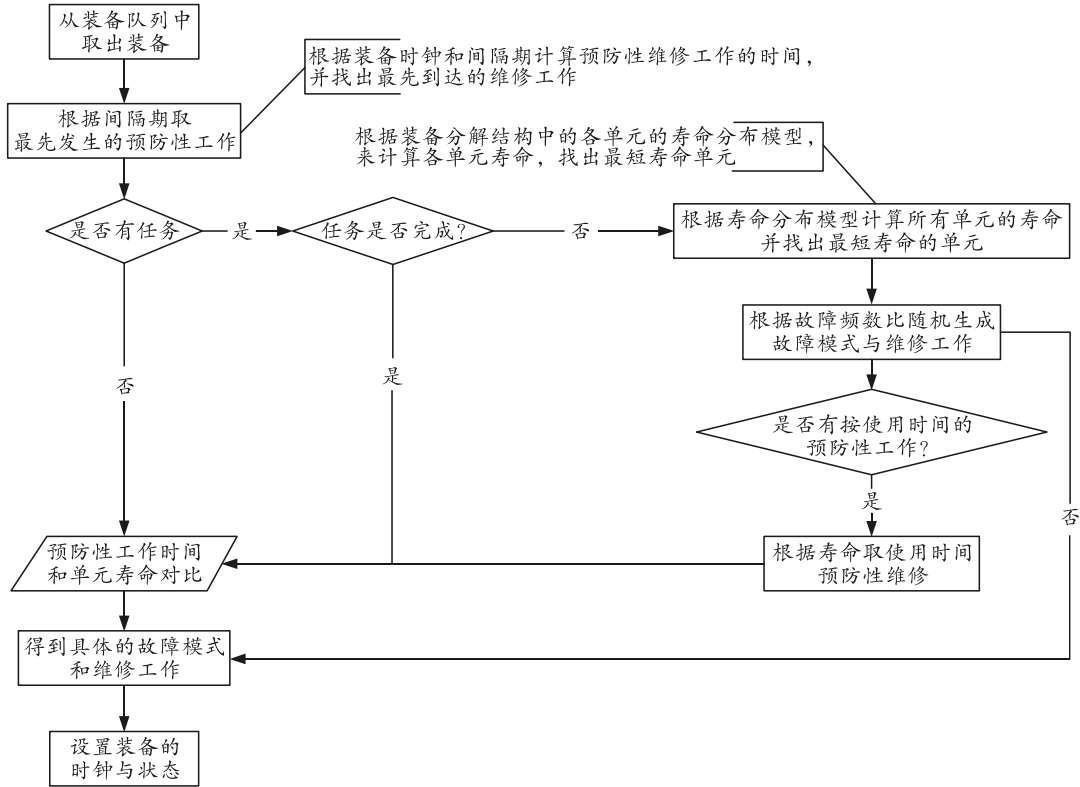 从装备队列中
取出装备
根据装备时钟和间隔期计算预防性维修工作的时间,
并找出最先到达的维修工作
根据间隔期取
最先发生的预防性工作
根据装备分解结构中的各单元的寿命分布模型,
来计算各单元寿命,找出最短寿命单元
是否有任务
是
任务是否完成?
否
根据寿命分布模型计算所有单元的寿命
并找出最短寿命的单元
根据故障频数比随机生成
故障模式与维修工作
否
是
是否有按使用时间的
预防性工作?
是
否
预防性工作时间
和单元寿命对比
根据寿命取使用时间
预防性维修
得到具体的故障模式
和维修工作
设置装备的
时钟与状态